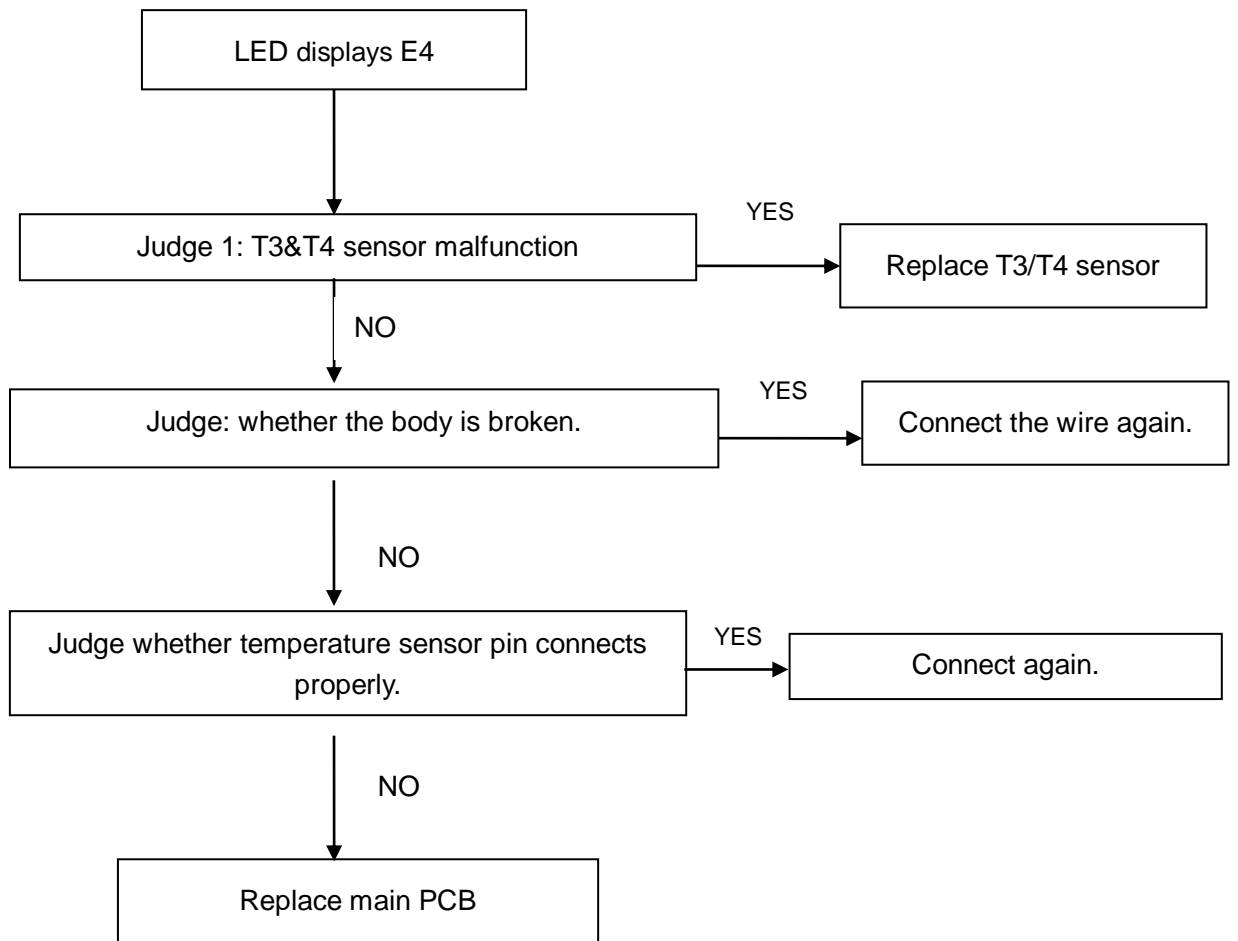 LED displays E4
YES
Judge 1: T3&T4 sensor malfunction
Replace T3/T4 sensor
NO
YES
Judge: whether the body is broken.
Connect the wire again.
NO
Judge whether temperature sensor pin connects
properly.
YES
Connect again.
NO
Replace main PCB